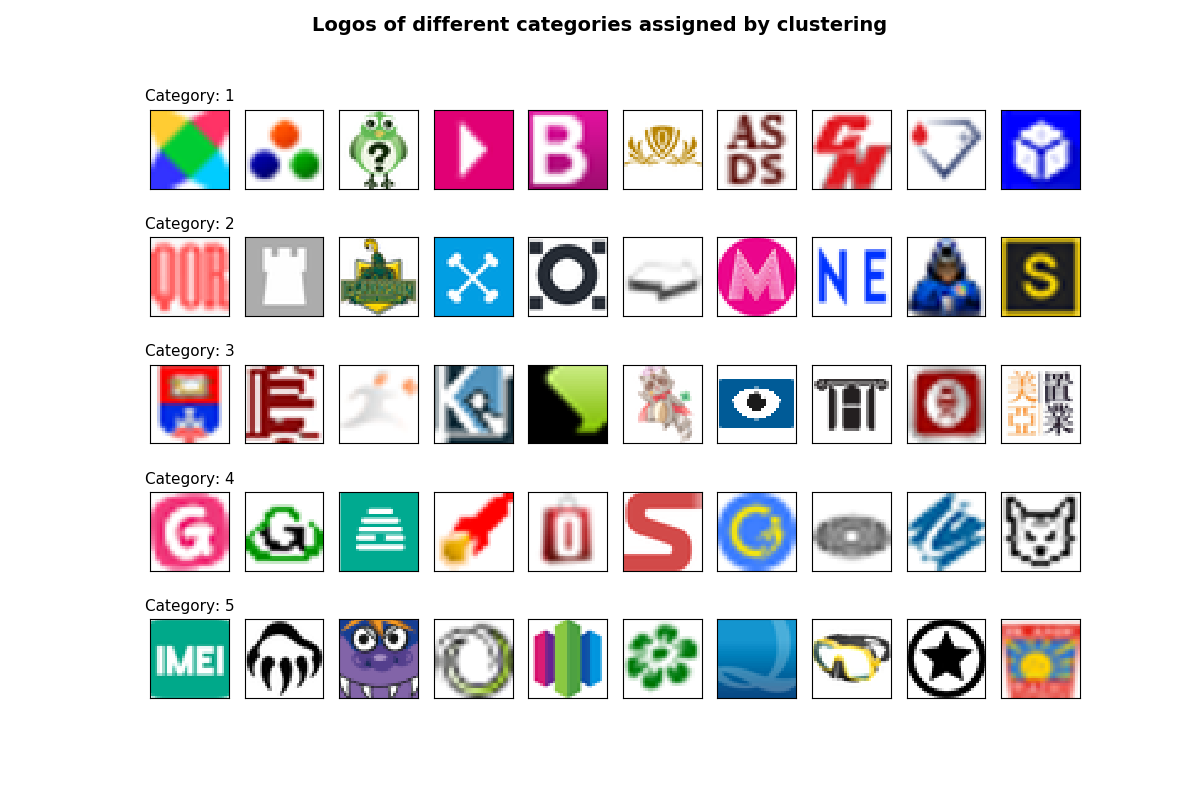 Logos of different categories assigned by clustering
Category: 1
?
B
AS
DS
GN
Category: 2
QOR
M
N E
S
Category: 3
E
K
美 置
亞 業
Category: 4
G
G
O
S
G
Category: 5
IMEI